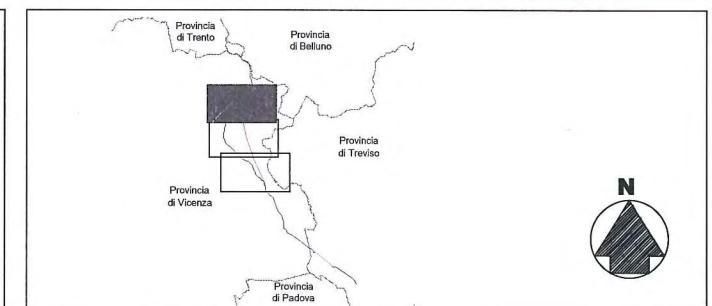 Provincia
di Trento
Provincia
di Belluno
Provincia
di Treviso
Provincia
di Vicenza
N
Provincia
di Padova